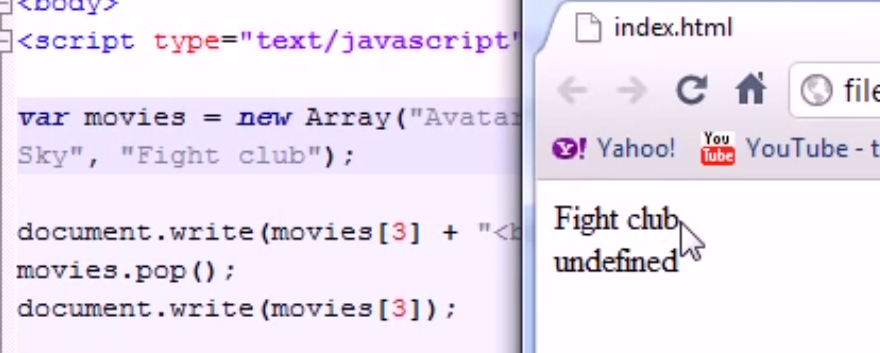 <body>
<script type="text/javascript"
var movies = new Array("Avatar
Sky", "Fight club");
document.write(movies[3] + "<b
movies.pop();
document.write(movies[3]);
index.html
file
Y! Yahoo!
You Tube YouTube - t
Fight club
undefined